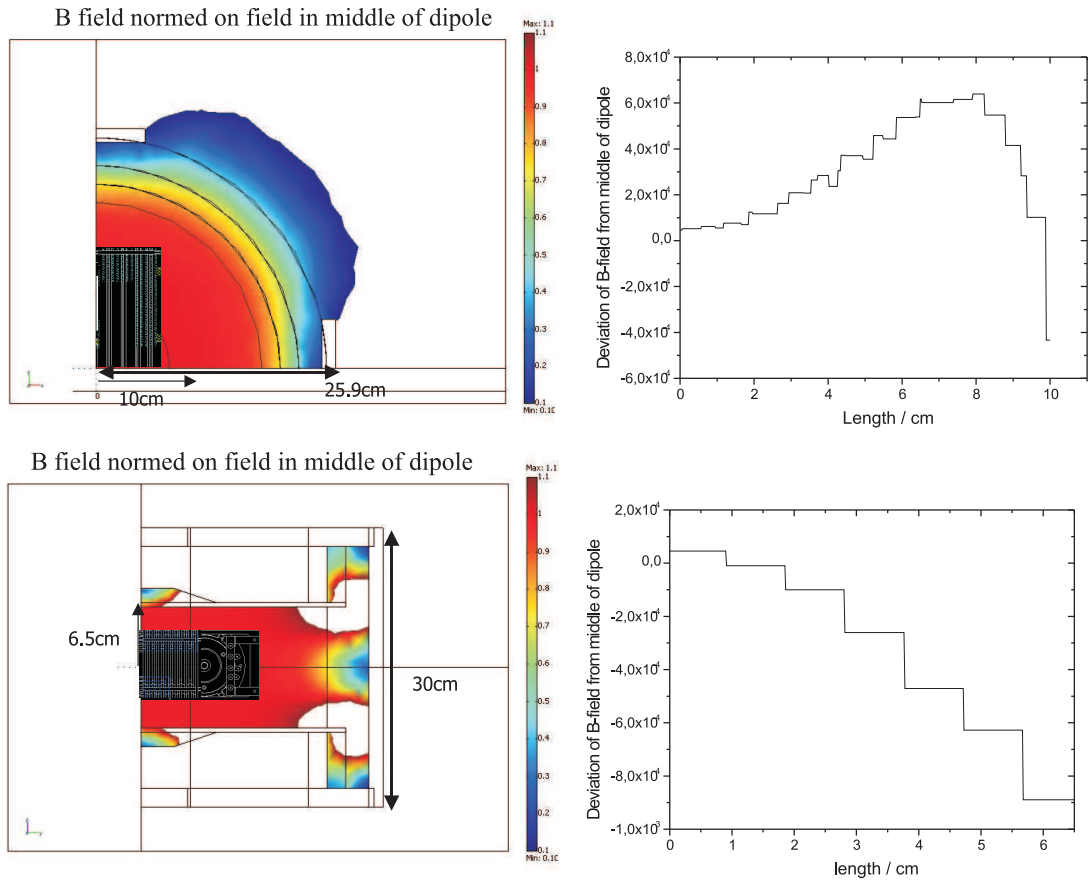 B field normed on field in middle of dipole
Max: 1.1
1.1
1
0.9
0.8
0.7
0.6
0.5
0.4
0.3
0.2
0.1
Min: 0.10
10cm
25.9cm
0
Deviation of B-field from middle of dipole
8,0x10⁴
6,0x10⁴
4,0x10⁴
2,0x10⁴
0,0
-2,0x10⁴
-4,0x10⁴
-6,0x10⁴
0 2 4 6 8 10
Length / cm
B field normed on field in middle of dipole
Max: 1.1
1.1
1
0.9
0.8
0.7
0.6
0.5
0.4
0.3
0.2
0.1
Min: 0.10
6.5cm
30cm
Deviation of B-field from middle of dipole
2,0x10⁴
0,0
-2,0x10⁴
-4,0x10⁴
-6,0x10⁴
-8,0x10⁴
-1,0x10³
0 1 2 3 4 5 6
length / cm